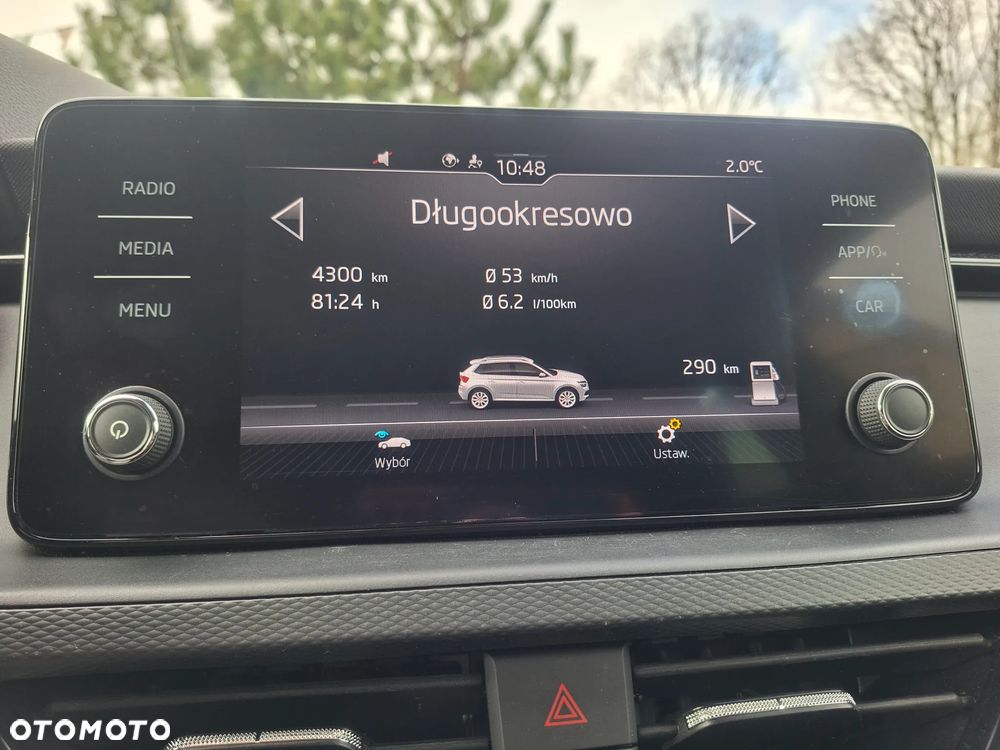 RADIO
MEDIA
MENU
10:48
2.0°C
Długookresowo
4300 km
Ø 53 km/h
81:24 h
Ø 6.2 l/100km
290 km
Wybór
Ustaw.
PHONE
APP/
CAR
OTOMOTO